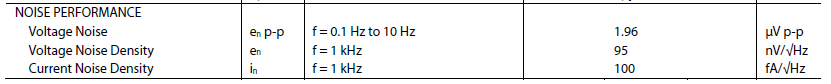 NOISE PERFORMANCE
Voltage Noise en p-p f = 0.1 Hz to 10 Hz 1.96 µV p-p
Voltage Noise Density en f = 1 kHz 95 nV/√Hz
Current Noise Density in f = 1 kHz 100 fA/√Hz